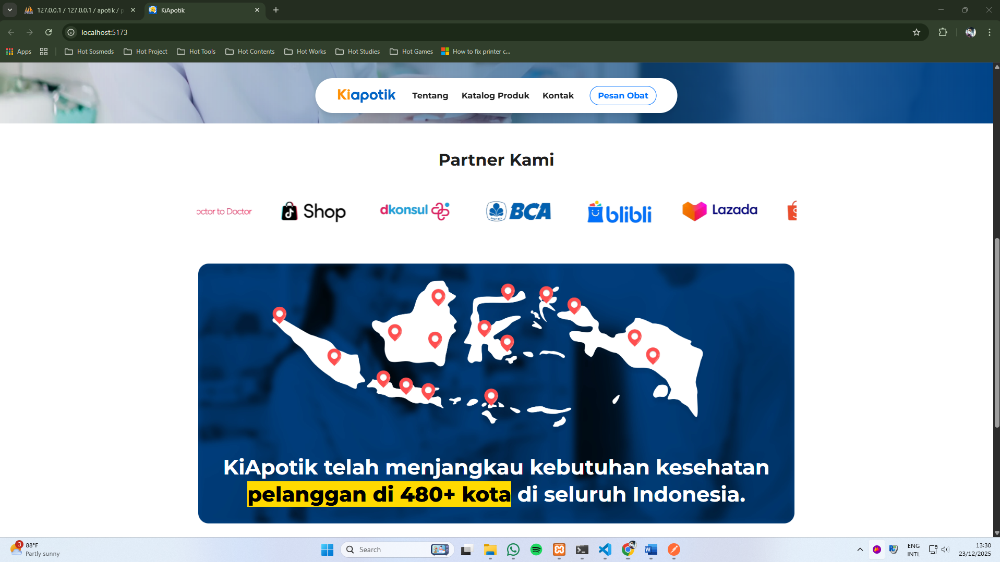 127.0.0.1 / 127.0.0.1 / apotik / p
KiApotik
localhost:5173
Apps
Hot Sosmeds
Hot Project
Hot Tools
Hot Contents
Hot Works
Hot Studies
Hot Games
How to fix printer c...
Kiapotik
Tentang
Katalog Produk
Kontak
Pesan Obat
Partner Kami
octor to Doctor
Shop
dkonsul
BCA
blibli
Lazada
KiApotik telah menjangkau kebutuhan kesehatan
pelanggan di 480+ kota di seluruh Indonesia.
3
88°F
Partly sunny
Search
ENG
INTL
13:30
23/12/2025